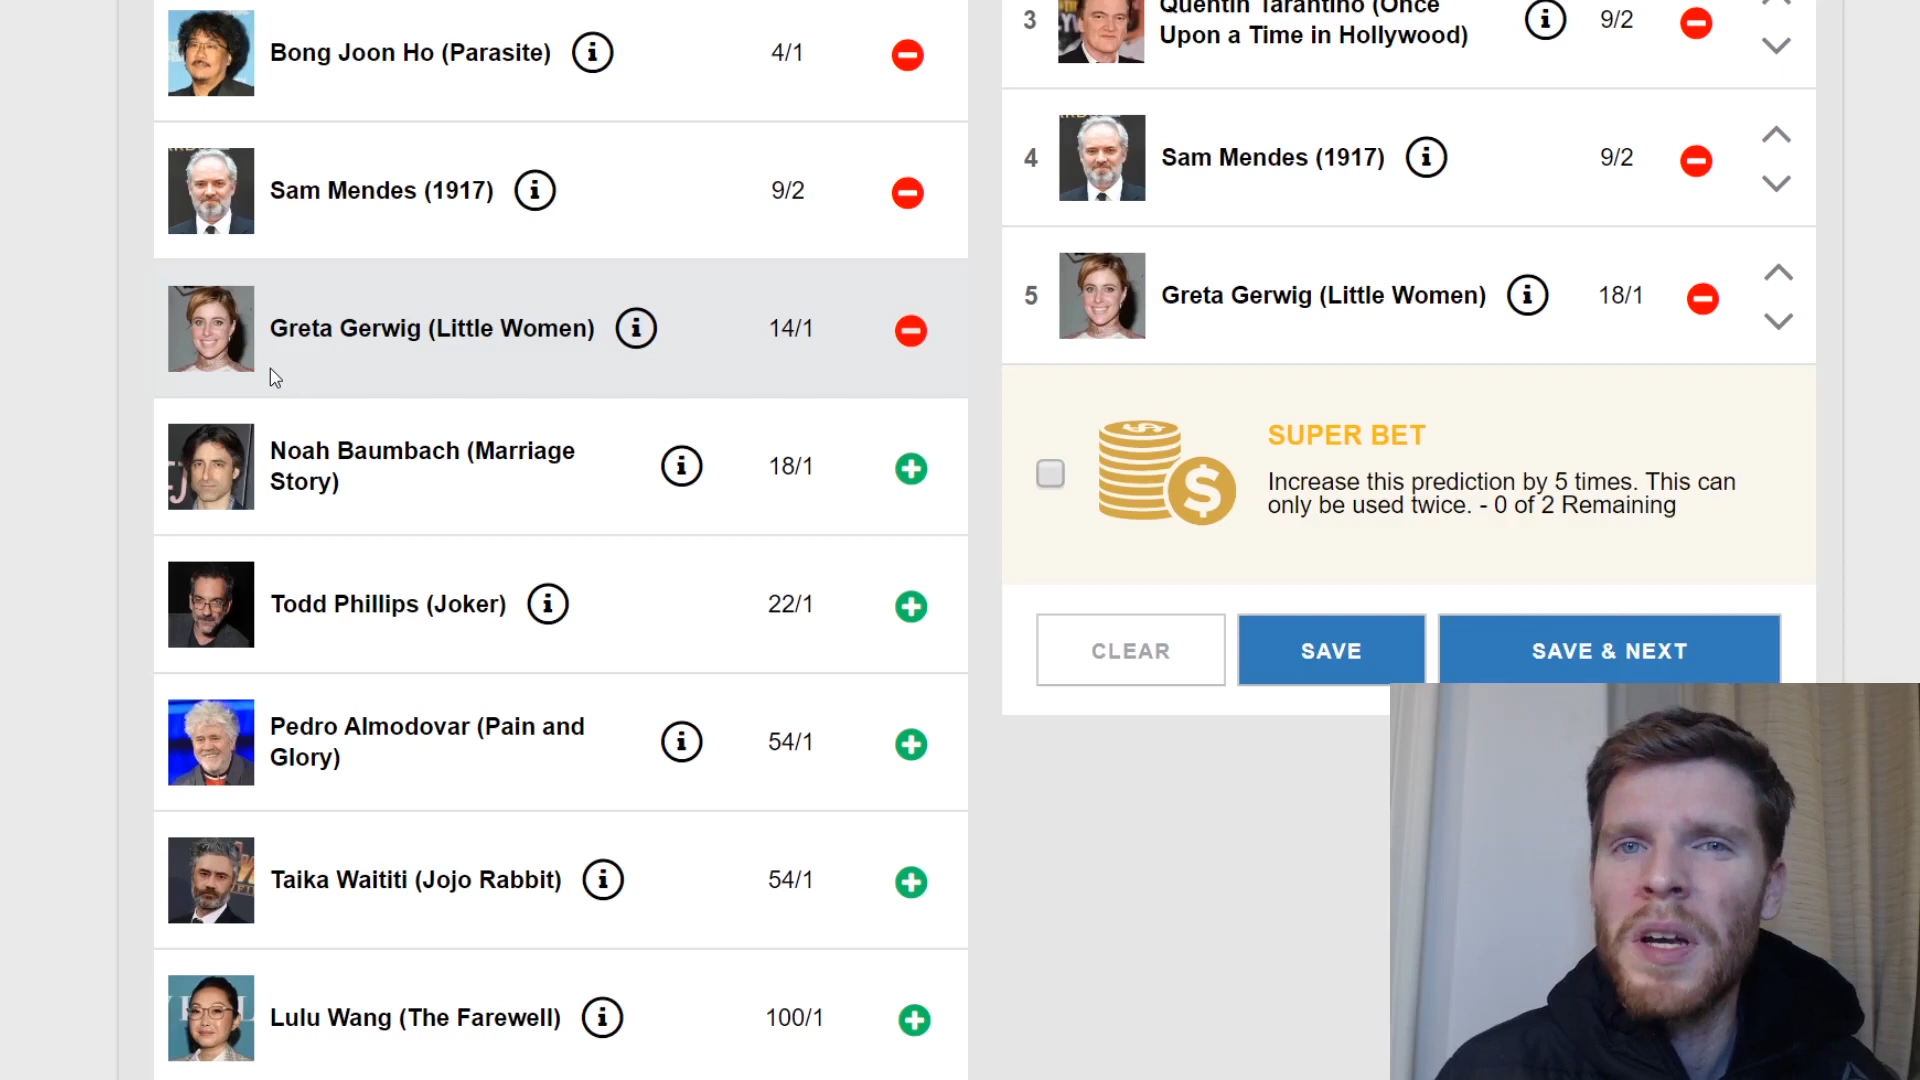 Bong Joon Ho (Parasite) i 4/1
Sam Mendes (1917) i 9/2
Greta Gerwig (Little Women) i 14/1
Noah Baumbach (Marriage
Story) i 18/1
Todd Phillips (Joker) i 22/1
Pedro Almodovar (Pain and
Glory) i 54/1
Taika Waititi (Jojo Rabbit) i 54/1
Lulu Wang (The Farewell) i 100/1
3 Quentin Tarantino (Once
Upon a Time in Hollywood) i 9/2
4 Sam Mendes (1917) i 9/2
5 Greta Gerwig (Little Women) i 18/1
$
SUPER BET
Increase this prediction by 5 times. This can
only be used twice. - 0 of 2 Remaining
CLEAR
SAVE
SAVE & NEXT